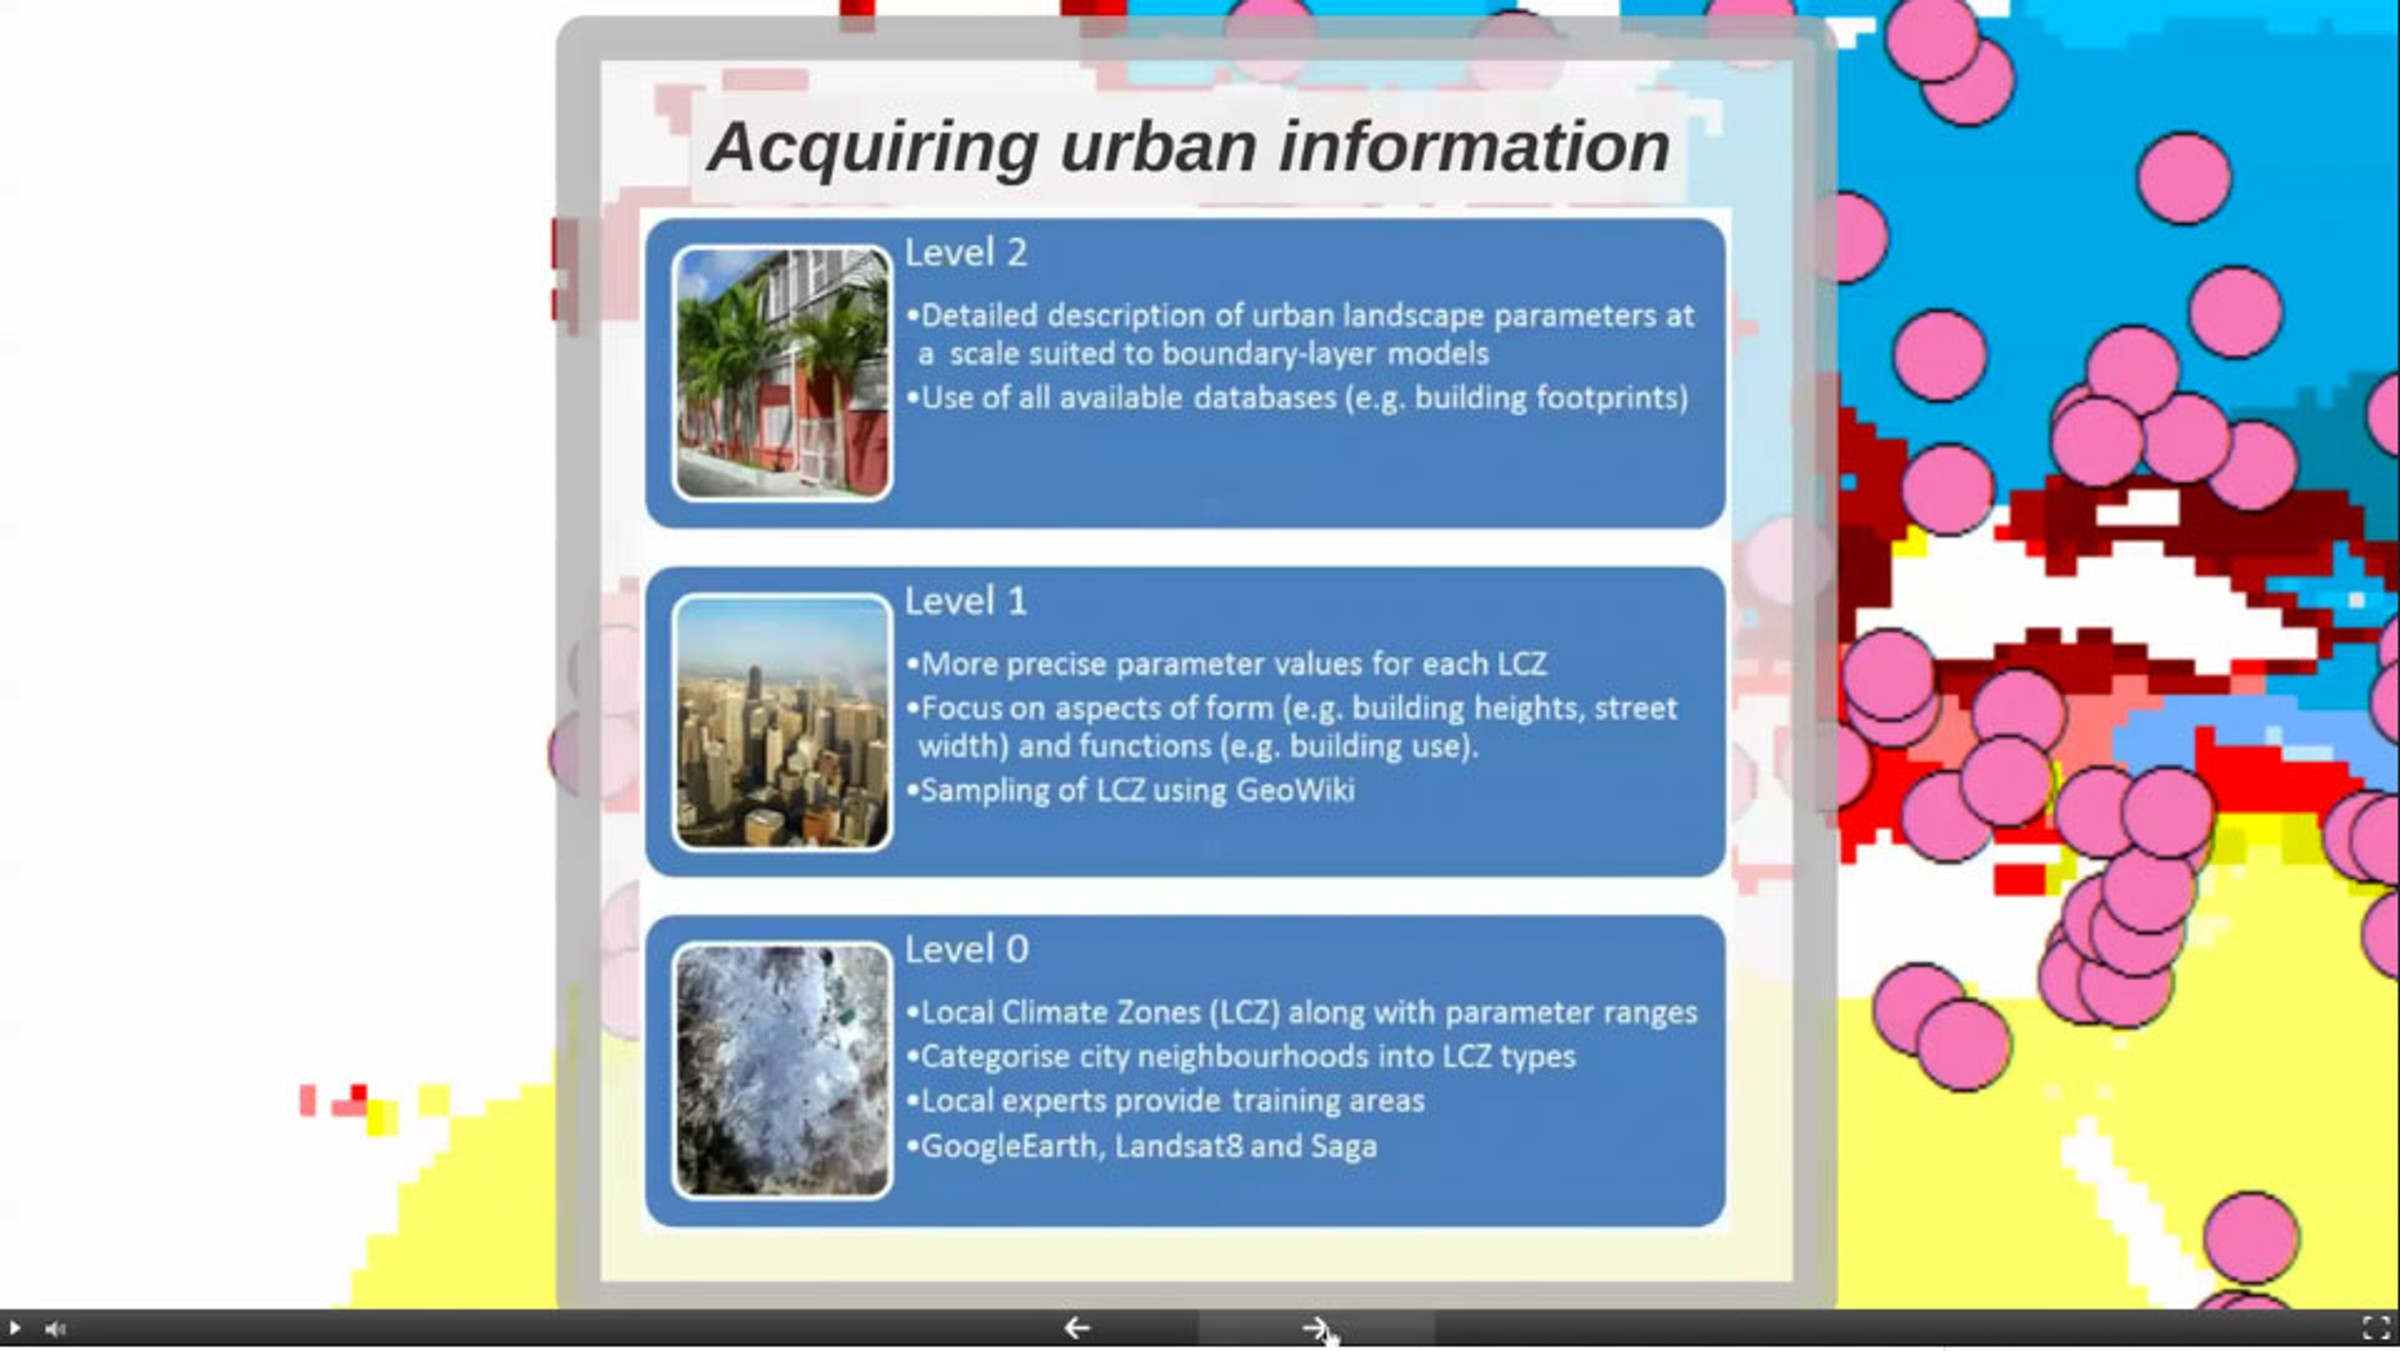 Acquiring urban information
Level 2
•Detailed description of urban landscape parameters at
a scale suited to boundary-layer models
•Use of all available databases (e.g. building footprints)
Level 1
•More precise parameter values for each LCZ
•Focus on aspects of form (e.g. building heights, street
width) and functions (e.g. building use).
•Sampling of LCZ using GeoWiki
Level 0
•Local Climate Zones (LCZ) along with parameter ranges
•Categorise city neighbourhoods into LCZ types
•Local experts provide training areas
•GoogleEarth, Landsat8 and Saga